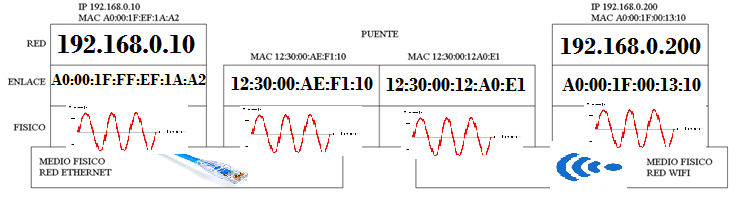 IP 192.168.0.10
MAC A0:00:1F:EF:1A:A2
IP 192.168.0.200
MAC A0:00:1F:00:13:10
PUENTE
RED
192.168.0.10
192.168.0.200
MAC 12:30:00:AE:F1:10
MAC 12:30:00:12A0:E1
ENLACE
A0:00:1F:FF:EF:1A:A2
12:30:00:AE:F1:10
12:30:00:12:A0:E1
A0:00:1F:00:13:10
FISICO
MEDIO FISICO
RED ETHERNET
MEDIO FISICO
RED WIFI